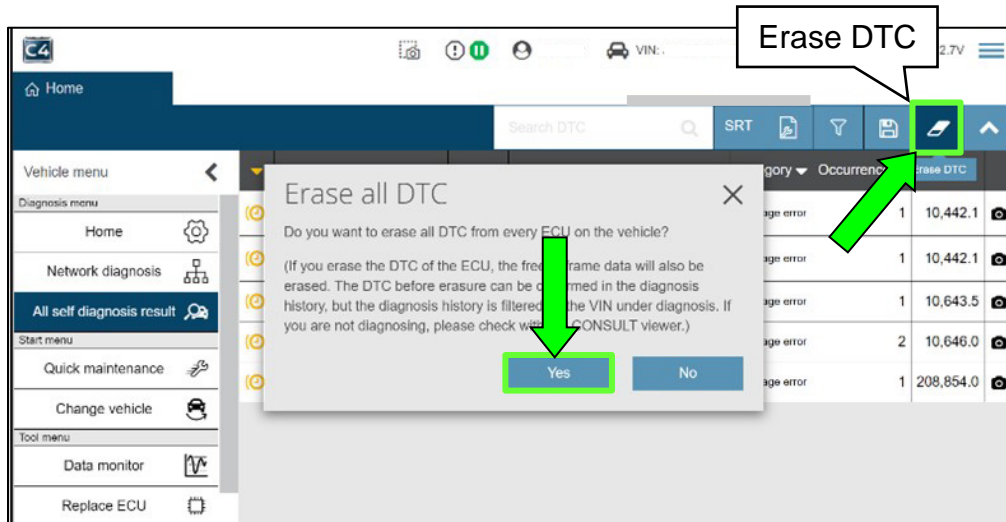 Erase DTC
C4
VIN:
2.7V
Home
Search DTC
SRT
Vehicle menu
gory
Occurren
Erase DTC
Diagnosis menu
Home
Network diagnosis
All self diagnosis result
Start menu
Quick maintenance
Change vehicle
Tool menu
Data monitor
Replace ECU
Erase all DTC
Do you want to erase all DTC from every ECU on the vehicle?
(If you erase the DTC of the ECU, the free frame data will also be
erased. The DTC before erasure can be c firmed in the diagnosis
history, but the diagnosis history is filtered the VIN under diagnosis. If
you are not diagnosing, please check wit CONSULT viewer.)
Yes
No
age error 1 10,442.1
age error 1 10,442.1
age error 1 10,643.5
age error 2 10,646.0
age error 1 208,854.0